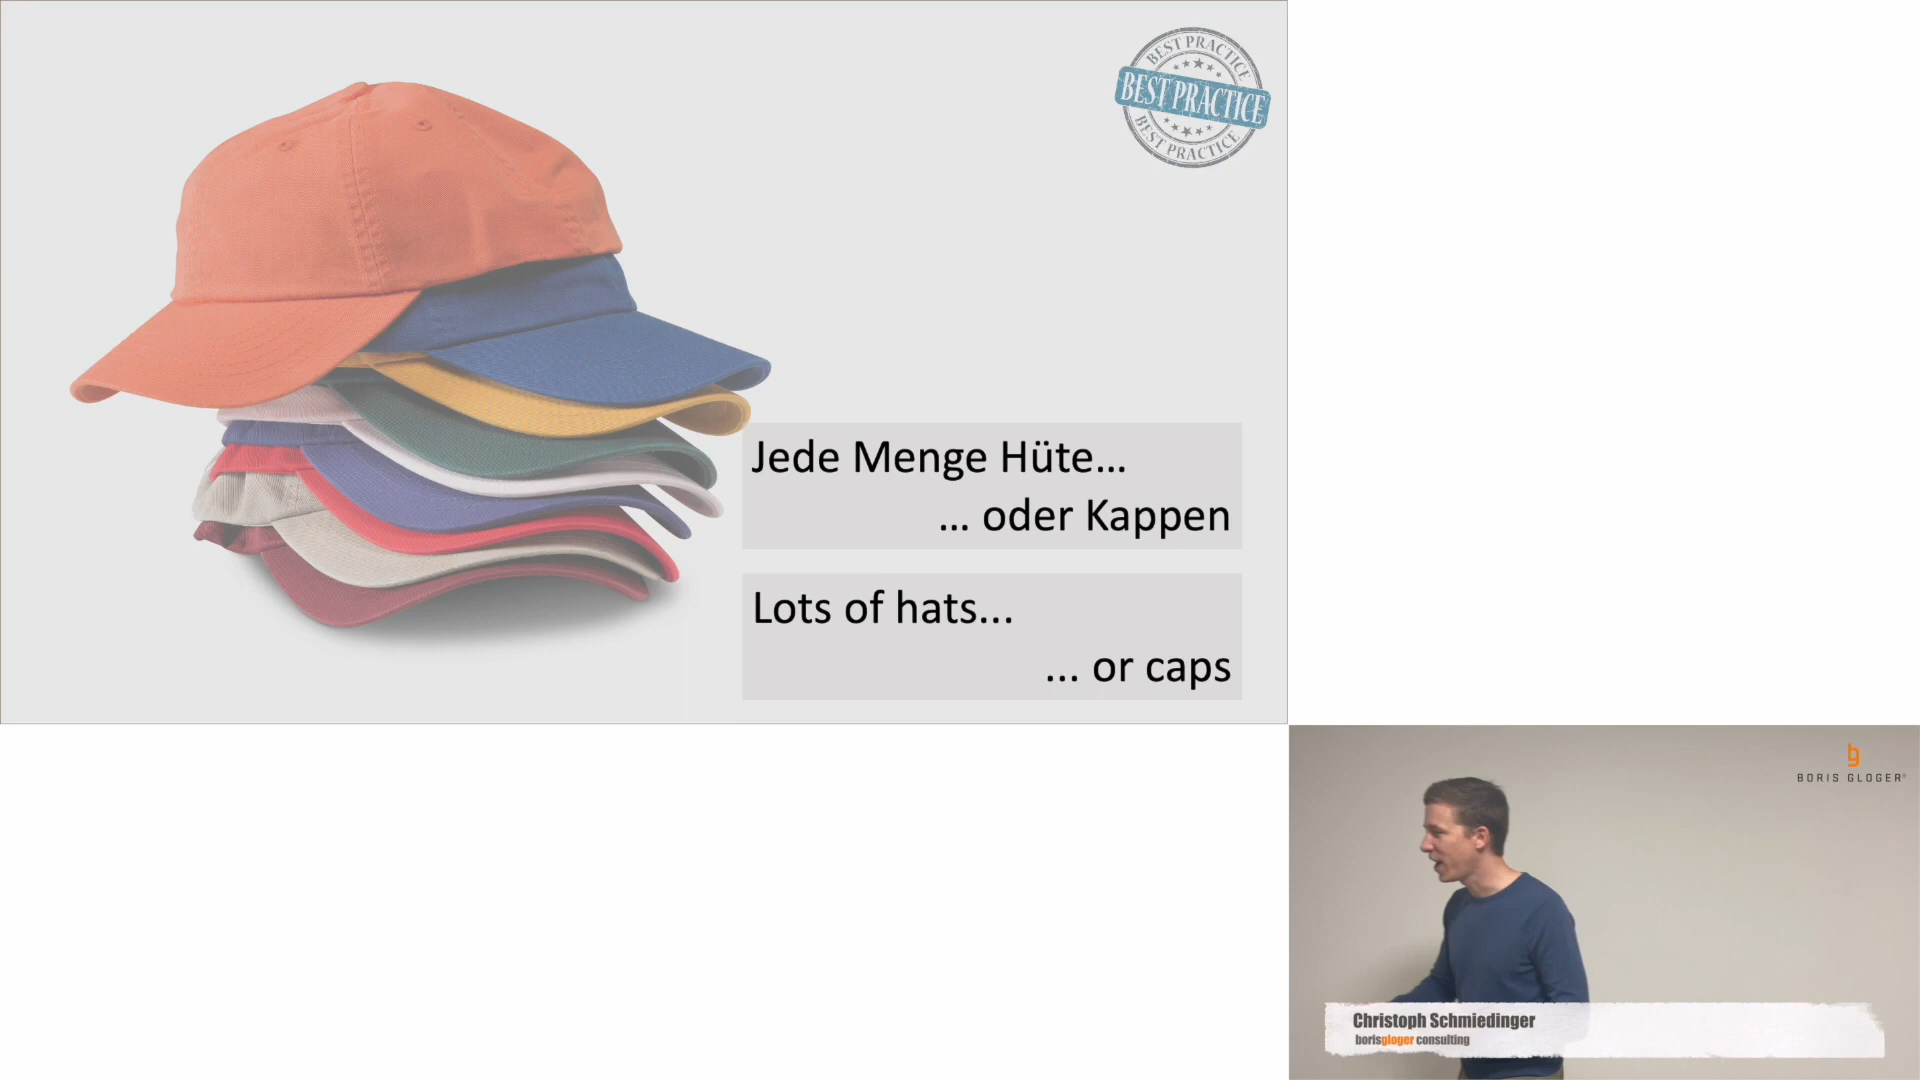 BEST PRACTICE
BEST PRACTICE
BEST PRACTICE
Jede Menge Hüte...
... oder Kappen
Lots of hats...
... or caps
BORIS GLOGER®
Christoph Schmiedinger
borisgloger consulting